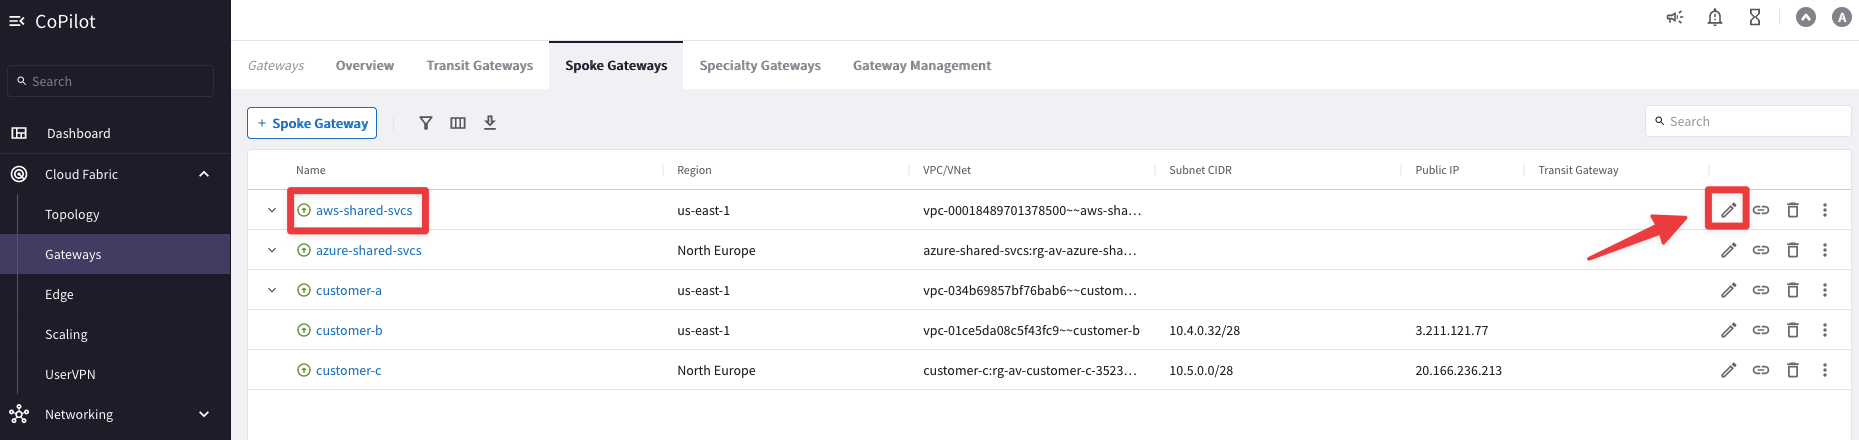 CoPilot
Search
Dashboard
Cloud Fabric
Topology
Gateways
Edge
Scaling
UserVPN
Networking
A
Gateways Overview Transit Gateways Spoke Gateways Specialty Gateways Gateway Management
+ Spoke Gateway
Search
Name Region VPC/VNet Subnet CIDR Public IP Transit Gateway
aws-shared-svcs us-east-1 vpc-00018489701378500~~aws-sha...
azure-shared-svcs North Europe azure-shared-svcs:rg-av-azure-sha...
customer-a us-east-1 vpc-034b69857bf76bab6~~custom...
customer-b us-east-1 vpc-01ce5da08c5f43fc9~~customer-b 10.4.0.32/28 3.211.121.77
customer-c North Europe customer-c:rg-av-customer-c-3523... 10.5.0.0/28 20.166.236.213